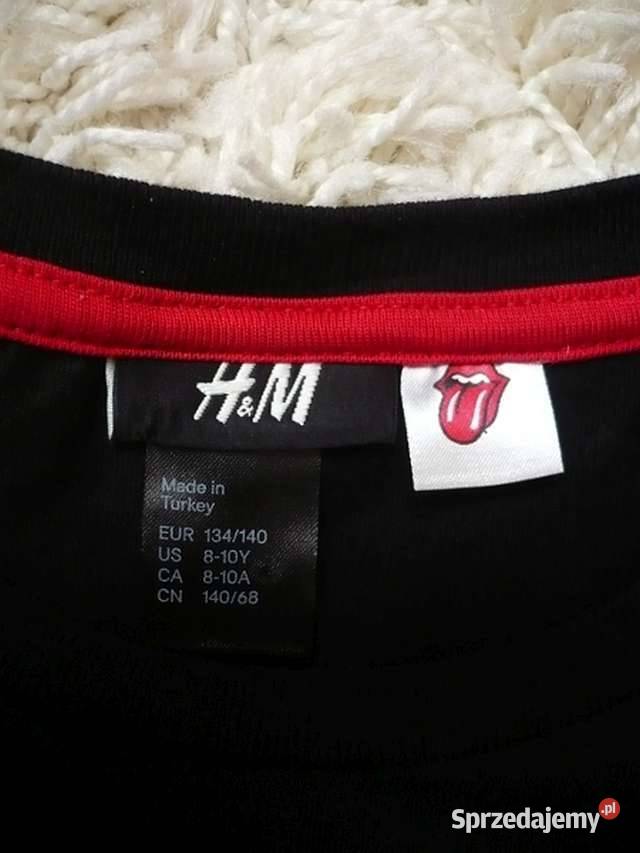 H&M
Made in
Turkey
EUR 134/140
US 8-10Y
CA 8-10A
CN 140/68
Sprzedajemy.pl